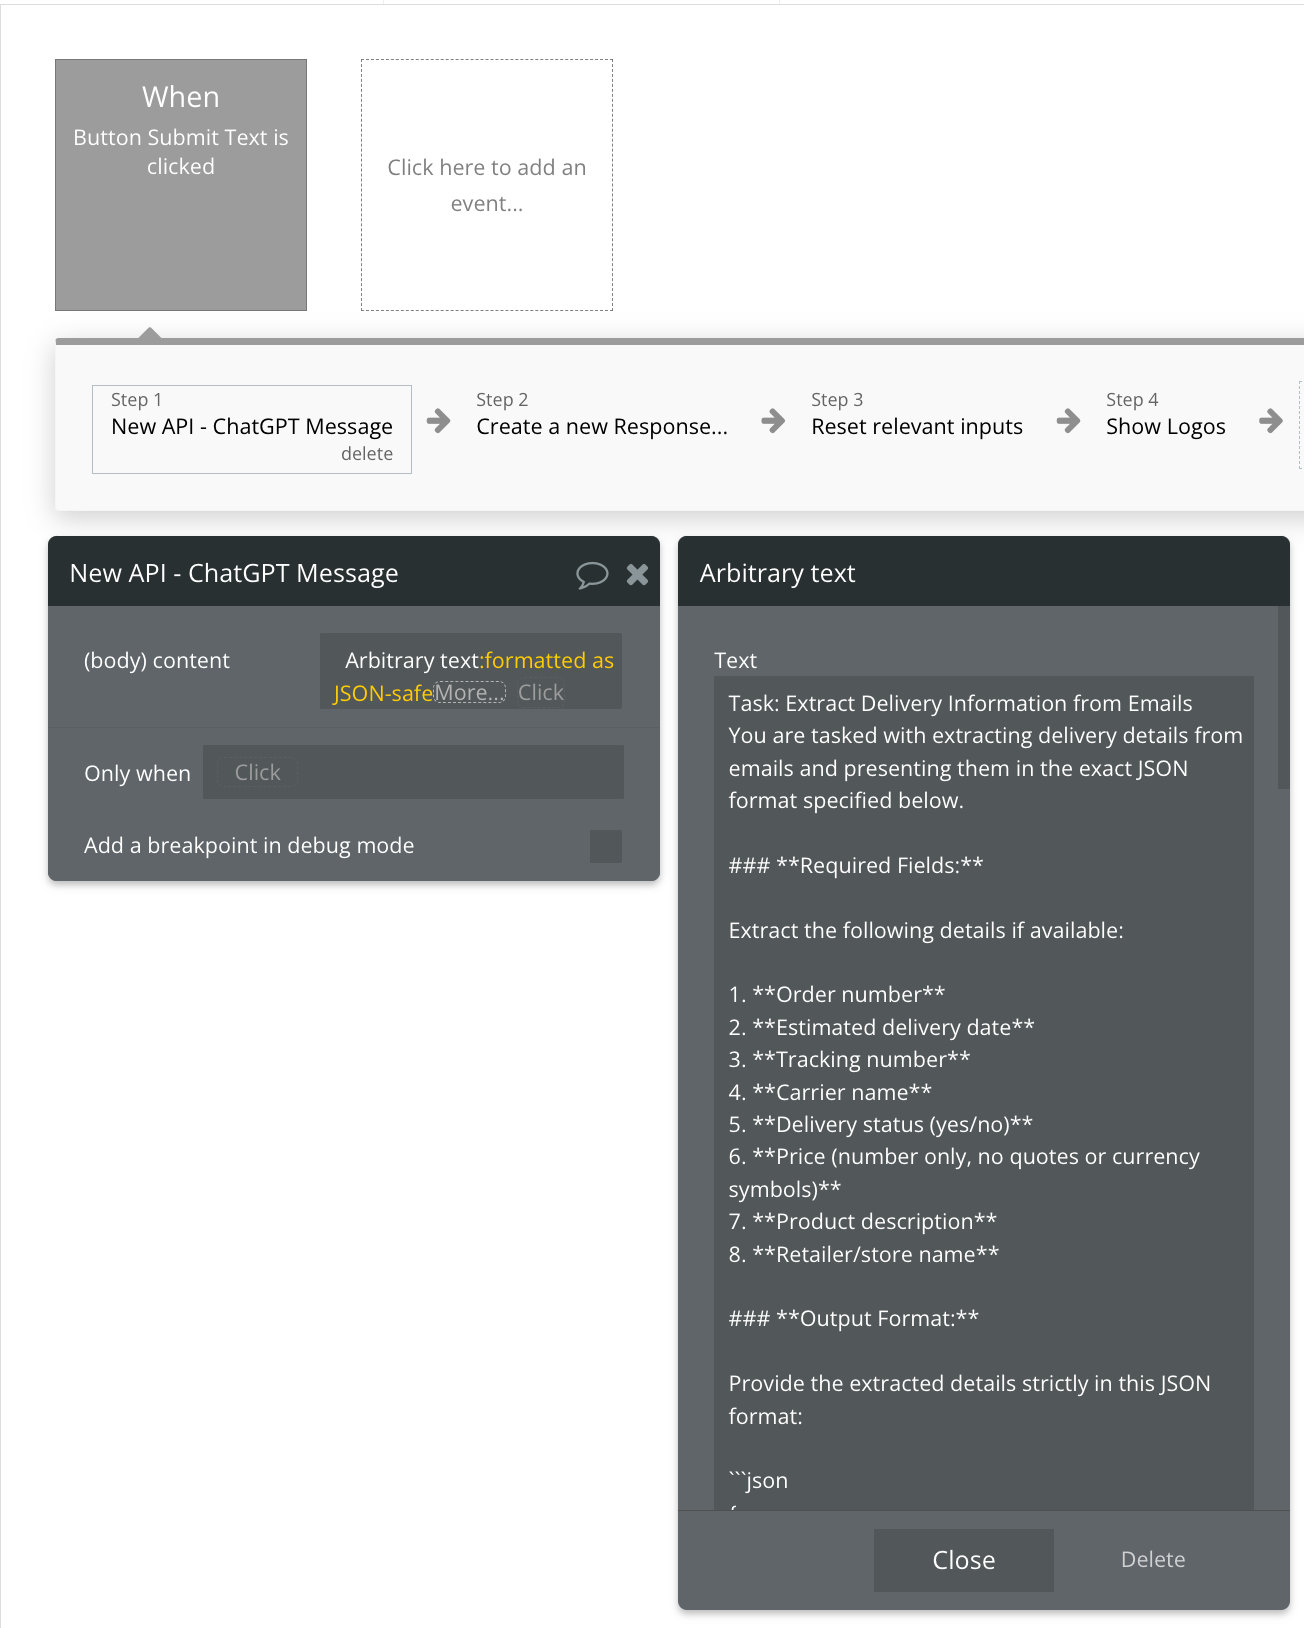 When
Button Submit Text is
clicked
Click here to add an
event...
Step 1
New API - ChatGPT Message
delete
Step 2
Create a new Response...
Step 3
Reset relevant inputs
Step 4
Show Logos
New API - ChatGPT Message
(body) content
Arbitrary text:formatted as
JSON-safe More... Click
Only when Click
Add a breakpoint in debug mode
Arbitrary text
Text
Task: Extract Delivery Information from Emails
You are tasked with extracting delivery details from
emails and presenting them in the exact JSON
format specified below.
### **Required Fields:**
Extract the following details if available:
1. **Order number**
2. **Estimated delivery date**
3. **Tracking number**
4. **Carrier name**
5. **Delivery status (yes/no)**
6. **Price (number only, no quotes or currency
symbols)**
7. **Product description**
8. **Retailer/store name**
### **Output Format:**
Provide the extracted details strictly in this JSON
format:
```json
Close
Delete